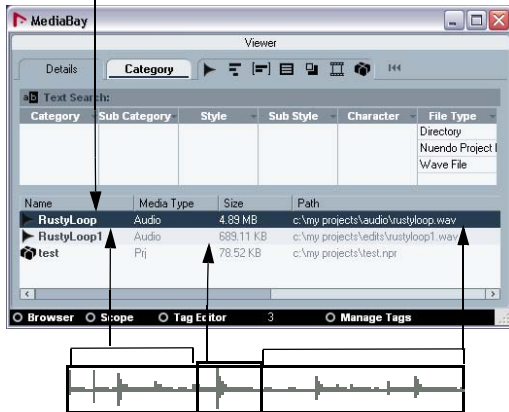 MediaBay
Viewer
Details Category
ab Text Search:
Category Sub Category Style Sub Style Character File Type
Directory
Nuendo Project
Wave File
Name Media Type Size Path
RustyLoop Audio 4.89 MB c:\my projects\audio\rustyloop.wav
RustyLoop1 Audio 689.11 KB c:\my projects\edits\rustyloop1.wav
test Prj 78.52 KB c:\my projects\test.npr
Browser Scope Tag Editor 3 Manage Tags